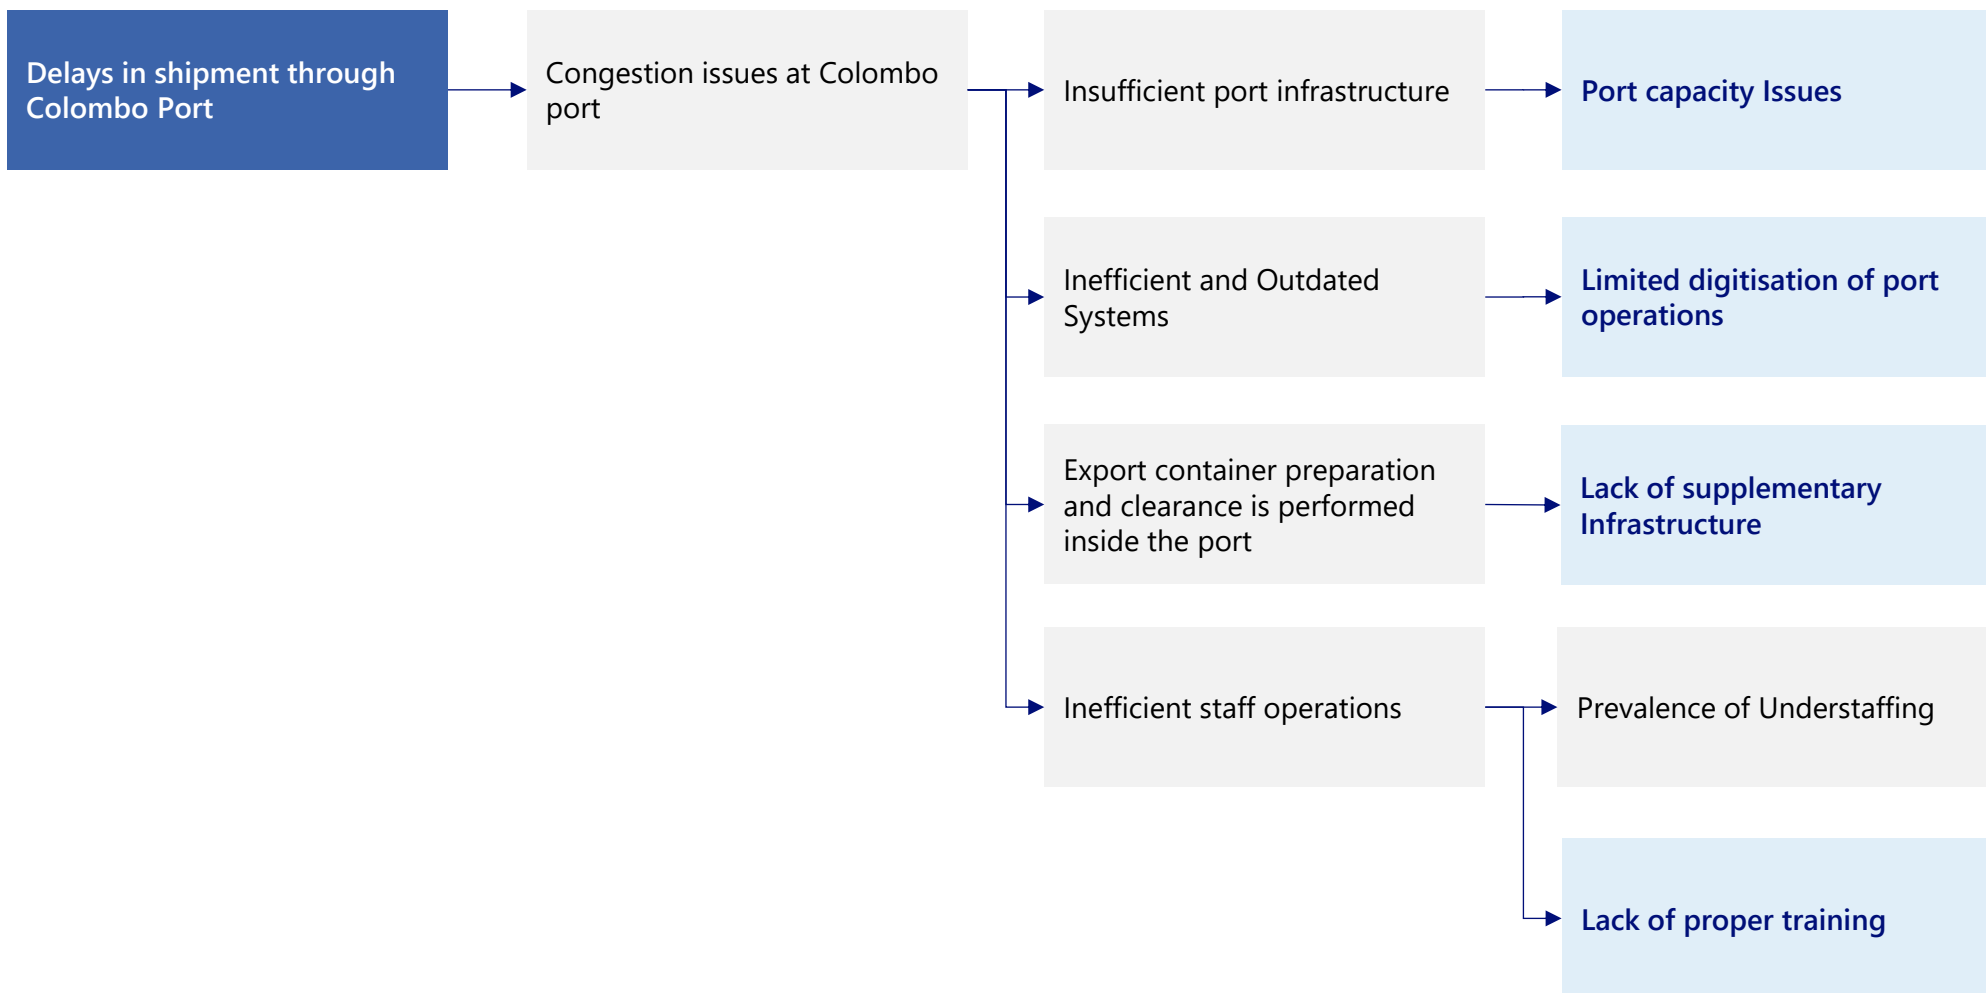 Delays in shipment through
Colombo Port
Congestion issues at Colombo
port
Insufficient port infrastructure
Port capacity Issues
Inefficient and Outdated
Systems
Limited digitisation of port
operations
Export container preparation
and clearance is performed
inside the port
Lack of supplementary
Infrastructure
Inefficient staff operations
Prevalence of Understaffing
Lack of proper training